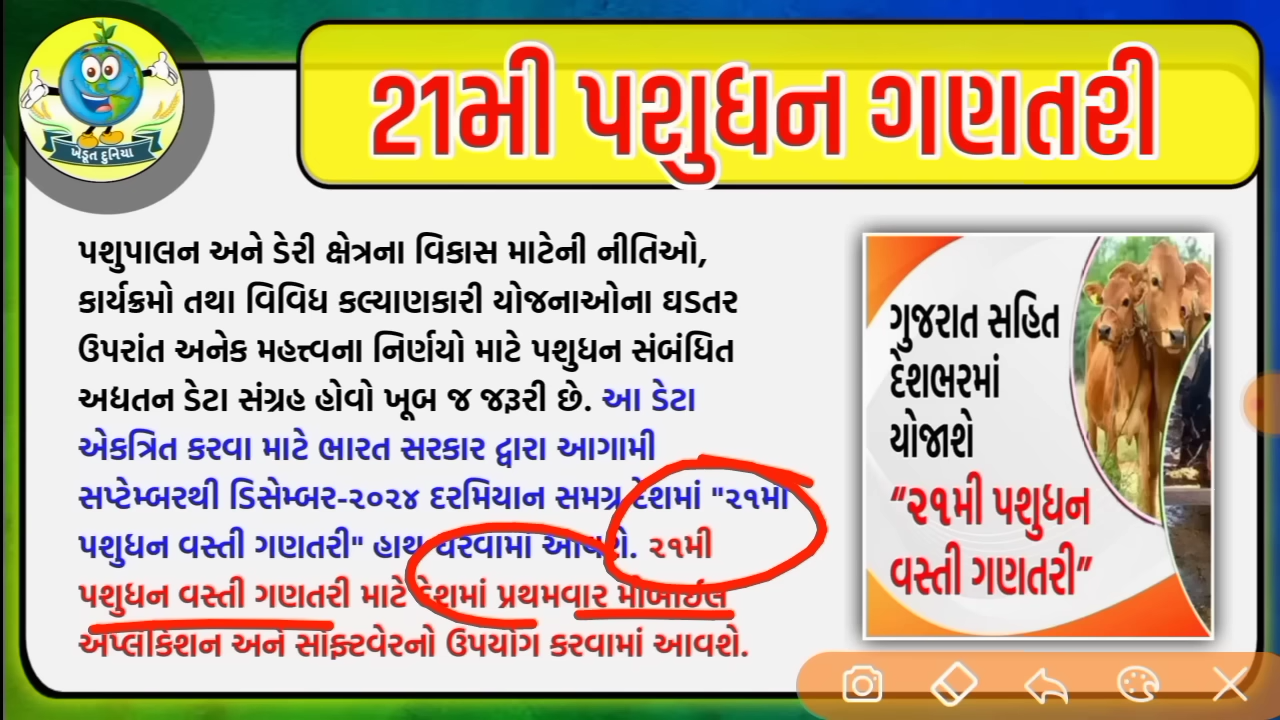 ખેડૂત દુનિયા
21મી પશુધન ગણતરી
પશુપાલન અને ડેરી ક્ષેત્રના વિકાસ માટેની નીતિઓ,
કાર્યક્રમો તથા વિવિધ કલ્યાણકારી યોજનાઓના ઘડતર
ઉપરાંત અનેક મહત્ત્વના નિર્ણયો માટે પશુધન સંબંધિત
અધતન ડેટા સંગ્રહ હોવો ખૂબ જ જરૂરી છે. આ ડેટા
એકત્રિત કરવા માટે ભારત સરકાર દ્વારા આગામી
સપ્ટેમ્બરથી ડિસેમ્બર-૨૦૨૪ દરમિયાન સમગ્ર દેશમાં "૨૧મી
પશુધન વસ્તી ગણતરી" હાથ ધરવામાં આવશે. ૨૧મી
પશુધન વસ્તી ગણતરી માટે દેશમાં પ્રથમવાર મોબાઈલ
એપ્લીકેશન અને સોફ્ટવેરનો ઉપયોગ કરવામાં આવશે.
ગુજરાત સહિત
દેશભરમાં
યોજાશે
“૨૧મી પશુધન
વસ્તી ગણતરી”